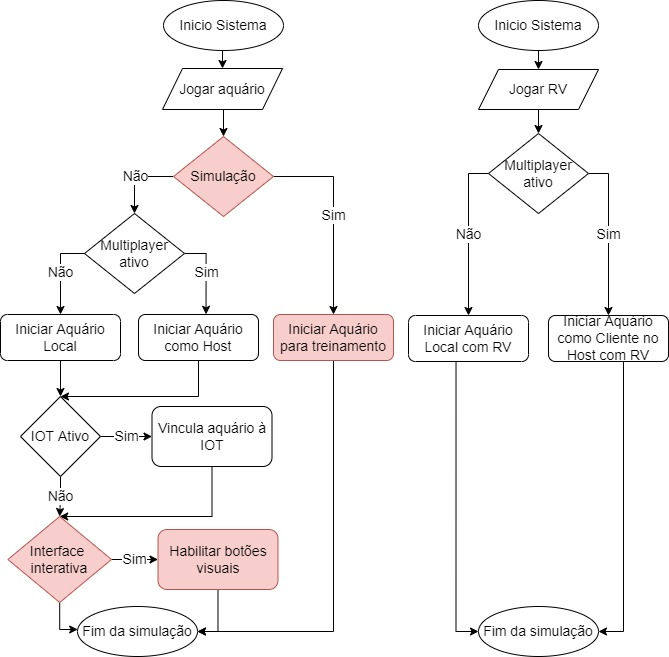 Inicio Sistema
Jogar aquário
Simulação
Não
Sim
Multiplayer
ativo
Não
Sim
Iniciar Aquário
Local
Iniciar Aquário
como Host
Iniciar Aquário
para treinamento
IOT Ativo
Sim
Vincula aquário à
IOT
Não
Interface
interativa
Sim
Habilitar botões
visuais
Fim da simulação
Inicio Sistema
Jogar RV
Multiplayer
ativo
Não
Sim
Iniciar Aquário
Local com RV
Iniciar Aquário
como Cliente no
Host com RV
Fim da simulação